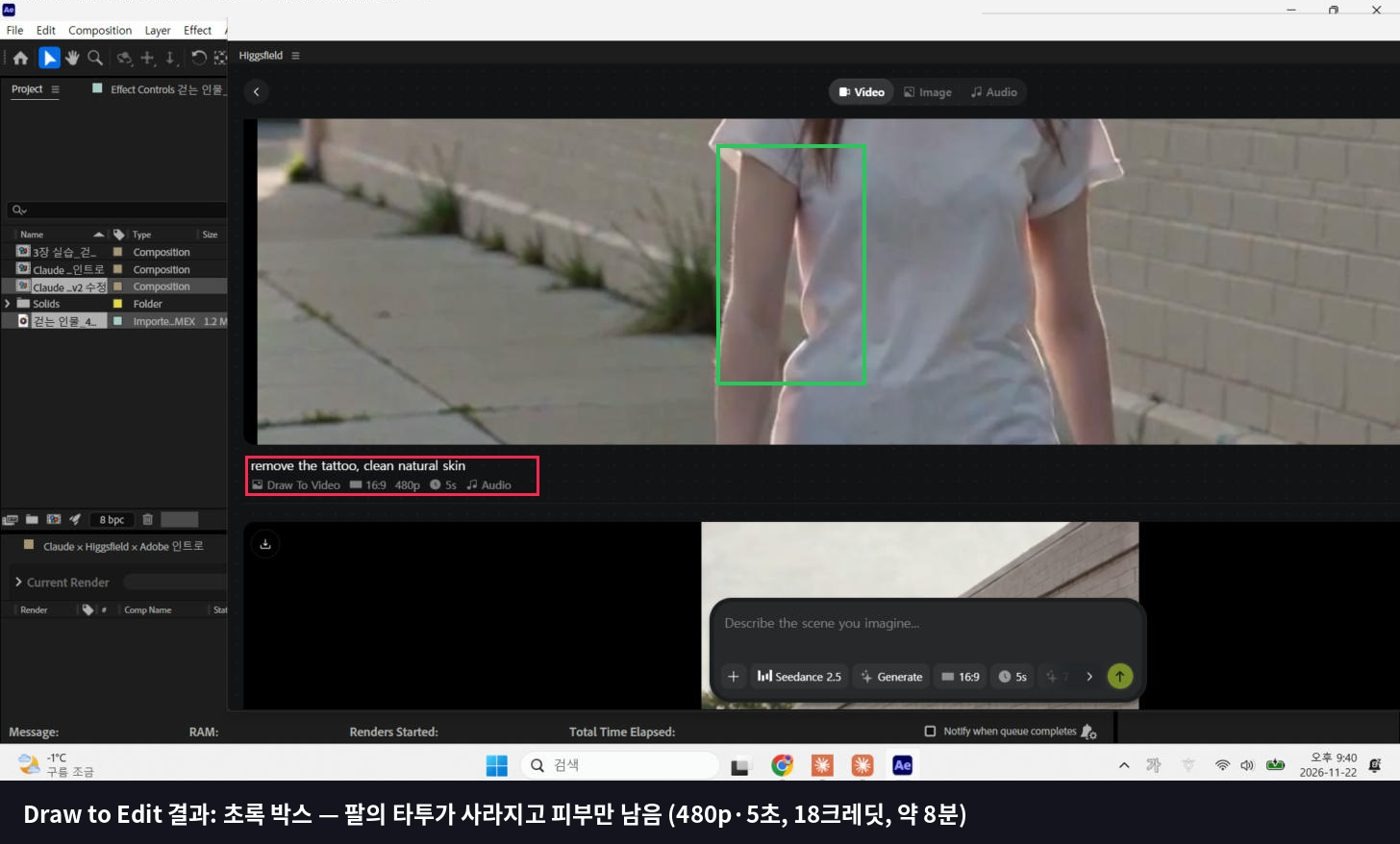 Ae
File Edit Composition Layer Effect
Higgsfield
Project Effect Controls 걷는 인물_
Video Image Audio
Name Type Size
3장 실습_걷... Composition
Claude ..인트로 Composition
Claude ..v2 수정 Composition
Solids Folder
걷는 인물_4... Importe...MEX 1.2 M
remove the tattoo, clean natural skin
Draw To Video 16:9 480p 5s Audio
8 bpc
Claude x Higgsfield x Adobe 인트로
Current Render
Render # Comp Name Stat
Describe the scene you imagine...
Seedance 2.5 Generate 16:9 5s 7
Message: RAM: Renders Started: Total Time Elapsed: Notify when queue completes
-1°C
구름 조금
검색
Ae
가
오후 9:40
2026-11-22
Draw to Edit 결과: 초록 박스 — 팔의 타투가 사라지고 피부만 남음 (480p · 5초, 18크레딧, 약 8분)